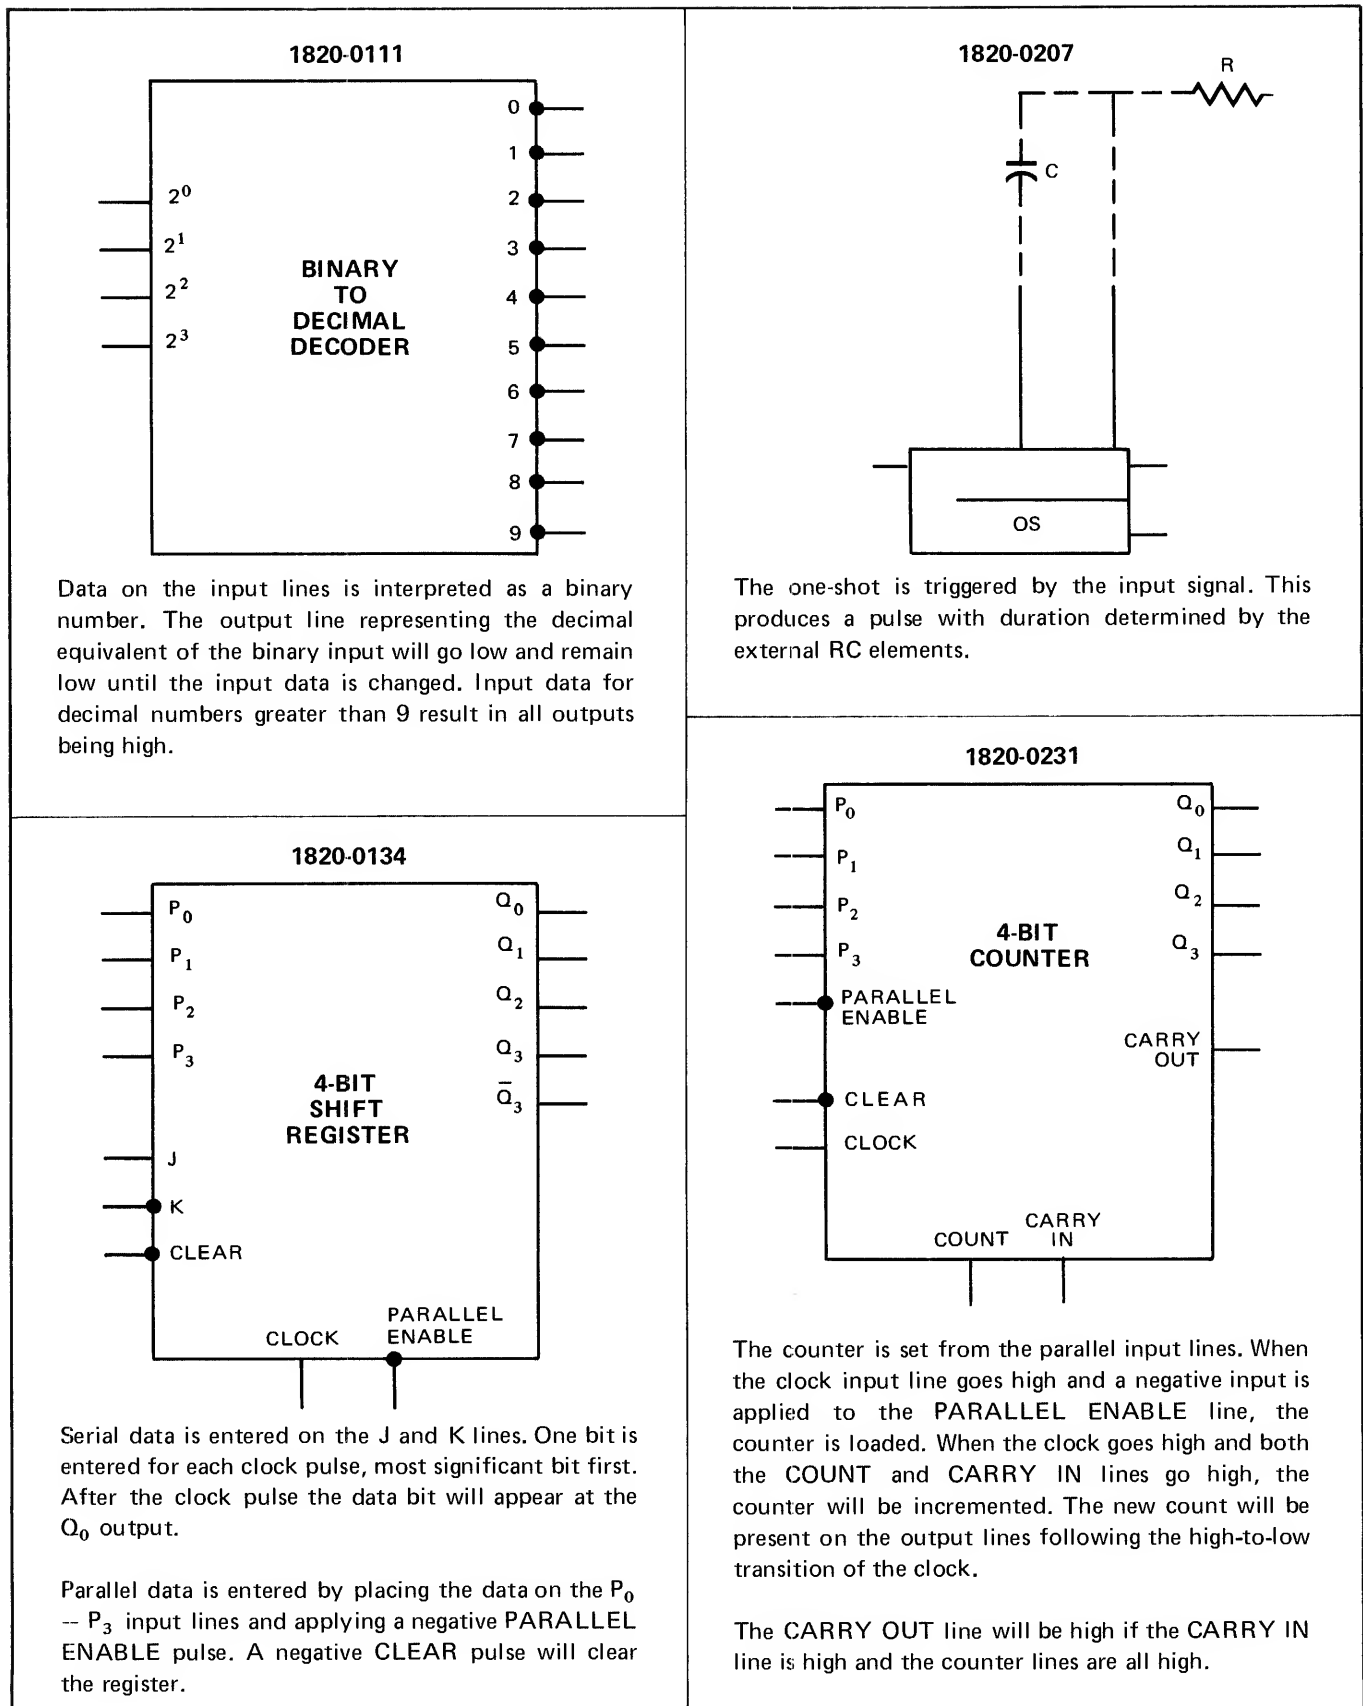 1820-0111
0
1
2⁰
2
2¹
3
2²
4
2³
5
6
7
8
9
BINARY
TO
DECIMAL
DECODER
Data on the input lines is interpreted as a binary
number. The output line representing the decimal
equivalent of the binary input will go low and remain
low until the input data is changed. Input data for
decimal numbers greater than 9 result in all outputs
being high.
1820-0134
P₀
P₁
P₂
P₃
J
K
CLEAR
4-BIT
SHIFT
REGISTER
Q₀
Q₁
Q₂
Q₃
Q̄₃
CLOCK
PARALLEL
ENABLE
Serial data is entered on the J and K lines. One bit is
entered for each clock pulse, most significant bit first.
After the clock pulse the data bit will appear at the
Q₀ output.
Parallel data is entered by placing the data on the P₀
-- P₃ input lines and applying a negative PARALLEL
ENABLE pulse. A negative CLEAR pulse will clear
the register.
1820-0207
R
C
OS
The one-shot is triggered by the input signal. This
produces a pulse with duration determined by the
external RC elements.
1820-0231
P₀
P₁
P₂
P₃
PARALLEL
ENABLE
CLEAR
CLOCK
4-BIT
COUNTER
Q₀
Q₁
Q₂
Q₃
CARRY
OUT
COUNT
CARRY
IN
The counter is set from the parallel input lines. When
the clock input line goes high and a negative input is
applied to the PARALLEL ENABLE line, the
counter is loaded. When the clock goes high and both
the COUNT and CARRY IN lines go high, the
counter will be incremented. The new count will be
present on the output lines following the high-to-low
transition of the clock.
The CARRY OUT line will be high if the CARRY IN
line is high and the counter lines are all high.